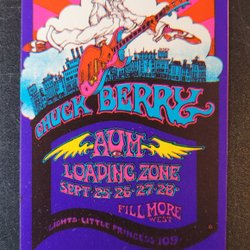 CHUCK BERRY
AUM
LOADING ZONE
SEPT 25·26·27·28·
FILLMORE
WEST
LIGHTS·LITTLE PRINCESS 109